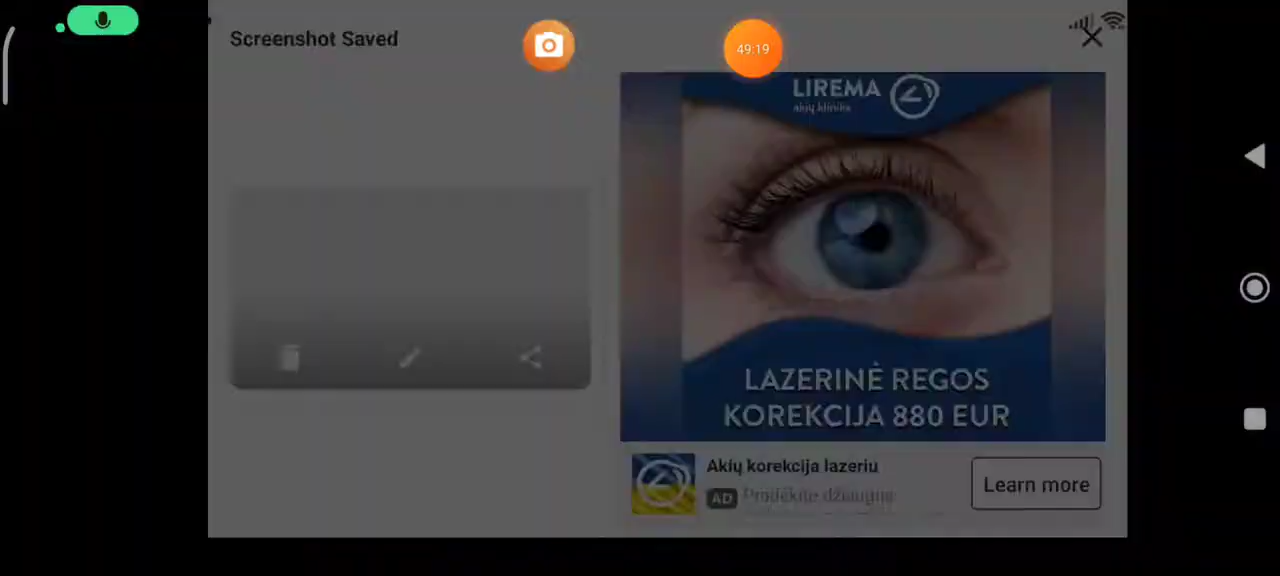 Screenshot Saved
49:19
LIREMA
akių klinika
LAZERINĖ REGOS
KOREKCIJA 880 EUR
Akių korekcija lazeriu
AD Pradėkite džiaugtis
Learn more